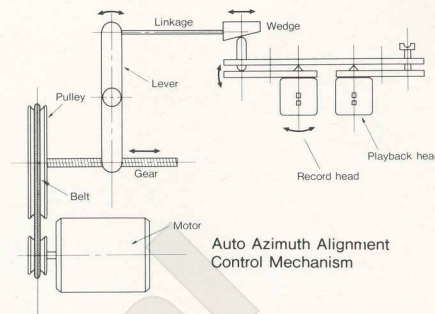 Linkage
Wedge
Lever
Pulley
Playback hea
Gear
Record head
Belt
Motor
Auto Azimuth Alignment
Control Mechanism